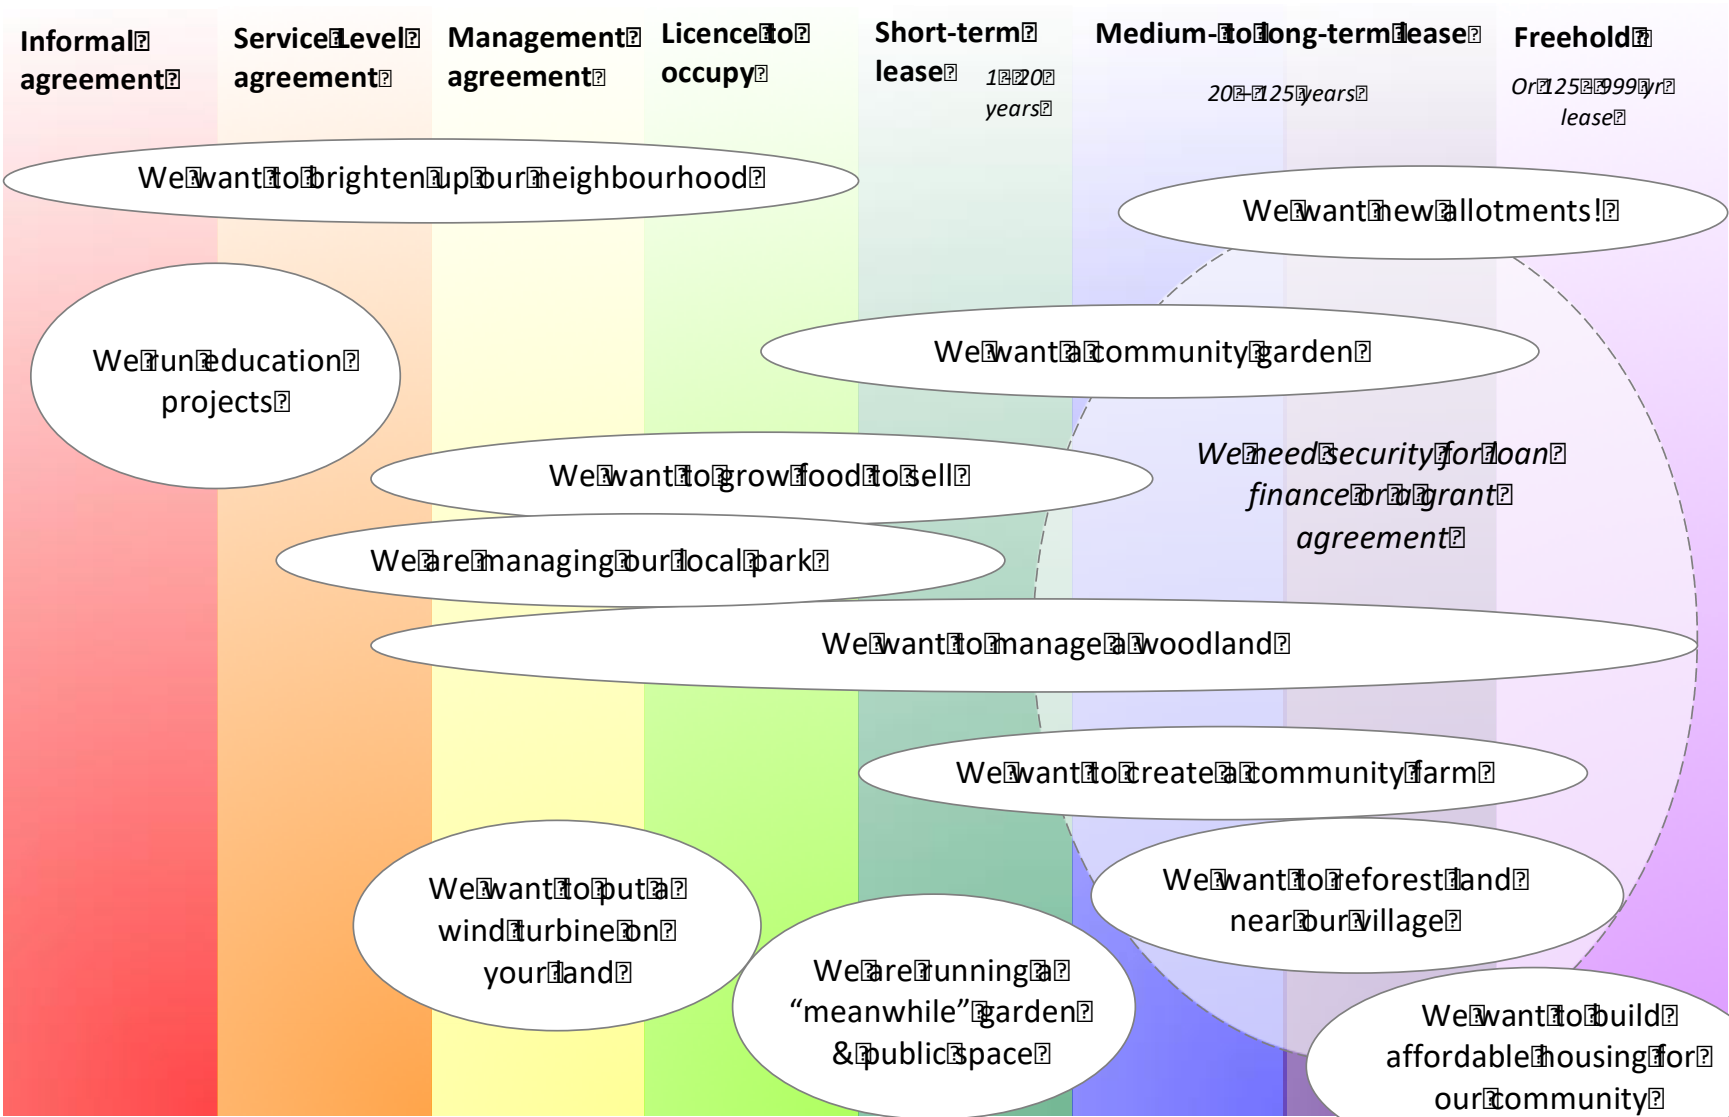 Informal
agreement
Service Level
agreement
Management
agreement
Licence to
occupy
Short-term
lease
1 – 20
years
Medium- to long-term lease
20 – 125 years
Freehold
Or 125 – 999 yr
lease
We want to brighten up our neighbourhood
We want new allotments!
We run education
projects
We want a community garden
We want to grow food to sell
We need security for loan
finance or a grant
agreement
We are managing our local park
We want to manage a woodland
We want to create a community farm
We want to put a
wind turbine on
your land
We want to reforest land
near our village
We are running a
“meanwhile” garden
& public space
We want to build
affordable housing for
our community